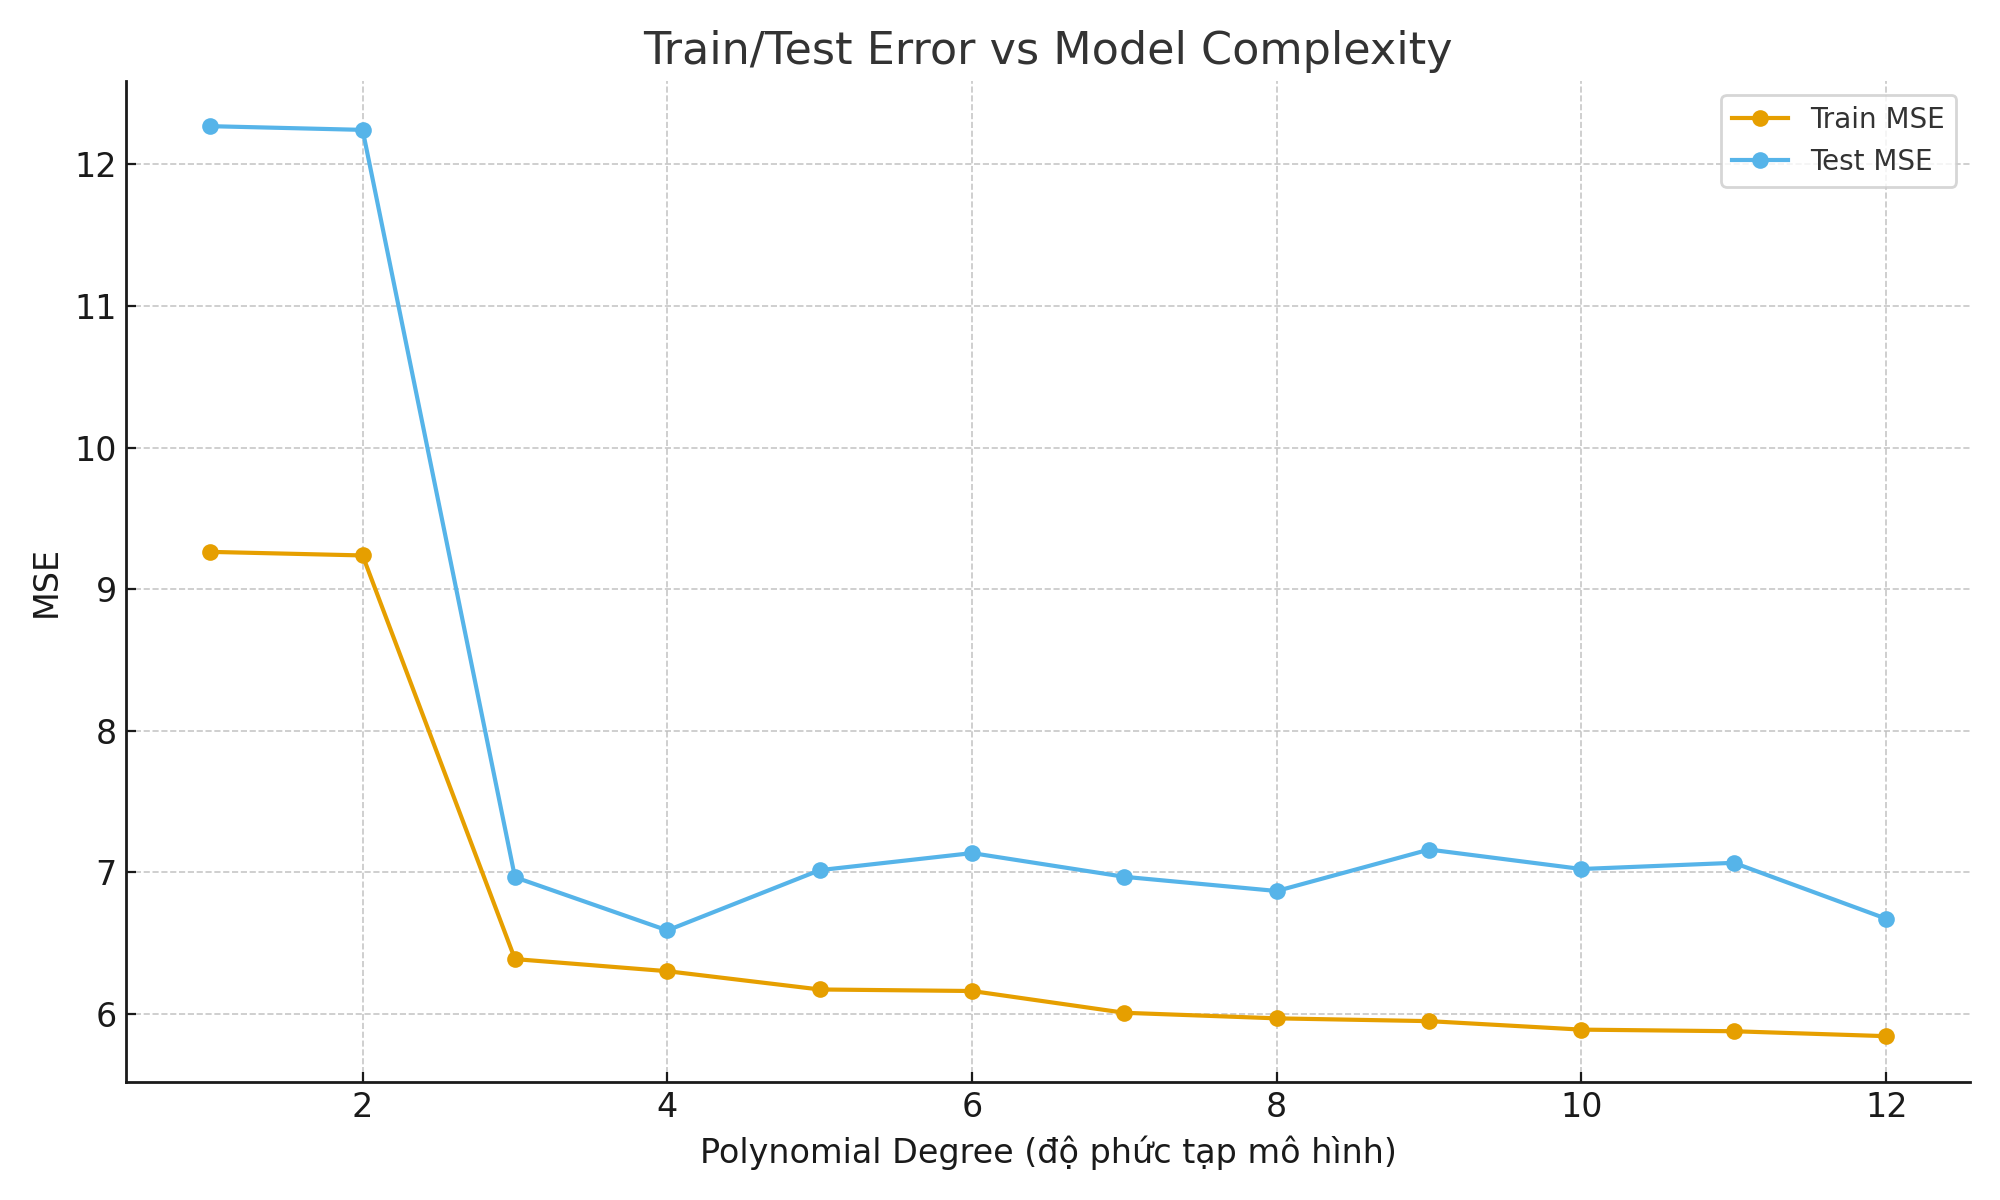 Train/Test Error vs Model Complexity
Train MSE
Test MSE
12
11
10
9
8
7
6
MSE
2 4 6 8 10 12
Polynomial Degree (độ phức tạp mô hình)